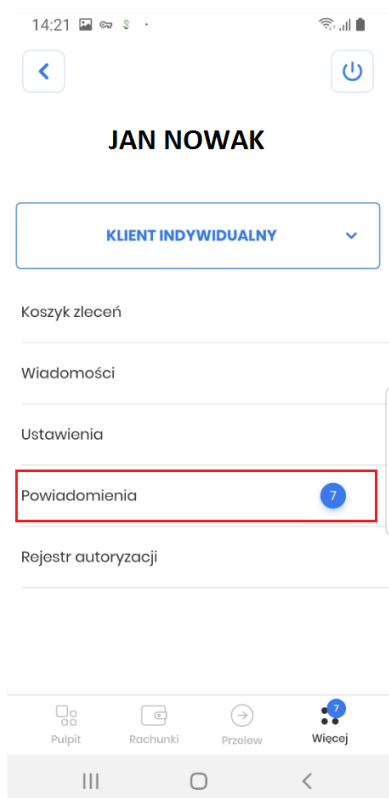 14:21
JAN NOWAK
KLIENT INDYWIDUALNY
Koszyk zleceń
Wiadomości
Ustawienia
Powiadomienia 7
Rejestr autoryzacji
7
Pulpit Rachunki Przelew Więcej